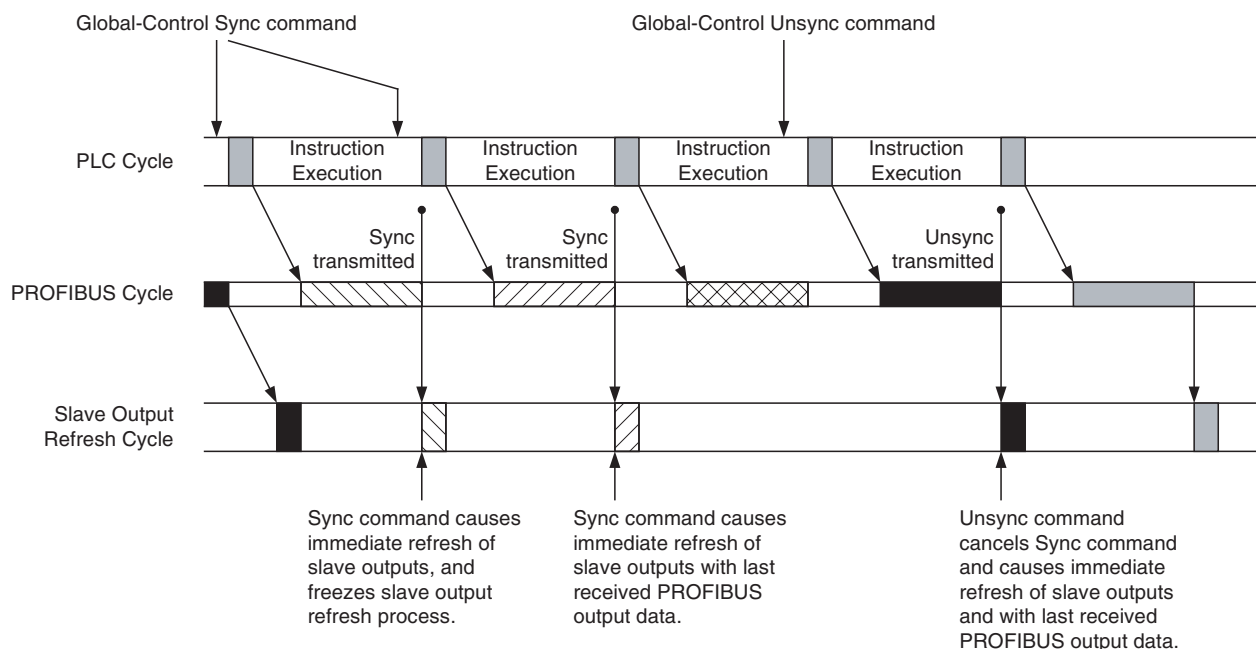 Global-Control Sync command
Global-Control Unsync command
PLC Cycle
Instruction
Execution
Instruction
Execution
Instruction
Execution
Instruction
Execution
Sync
transmitted
Sync
transmitted
Unsync
transmitted
PROFIBUS Cycle
Slave Output
Refresh Cycle
Sync command causes
immediate refresh of
slave outputs, and
freezes slave output
refresh process.
Sync command causes
immediate refresh of
slave outputs with last
received PROFIBUS
output data.
Unsync command
cancels Sync command
and causes immediate
refresh of slave outputs
and with last received
PROFIBUS output data.